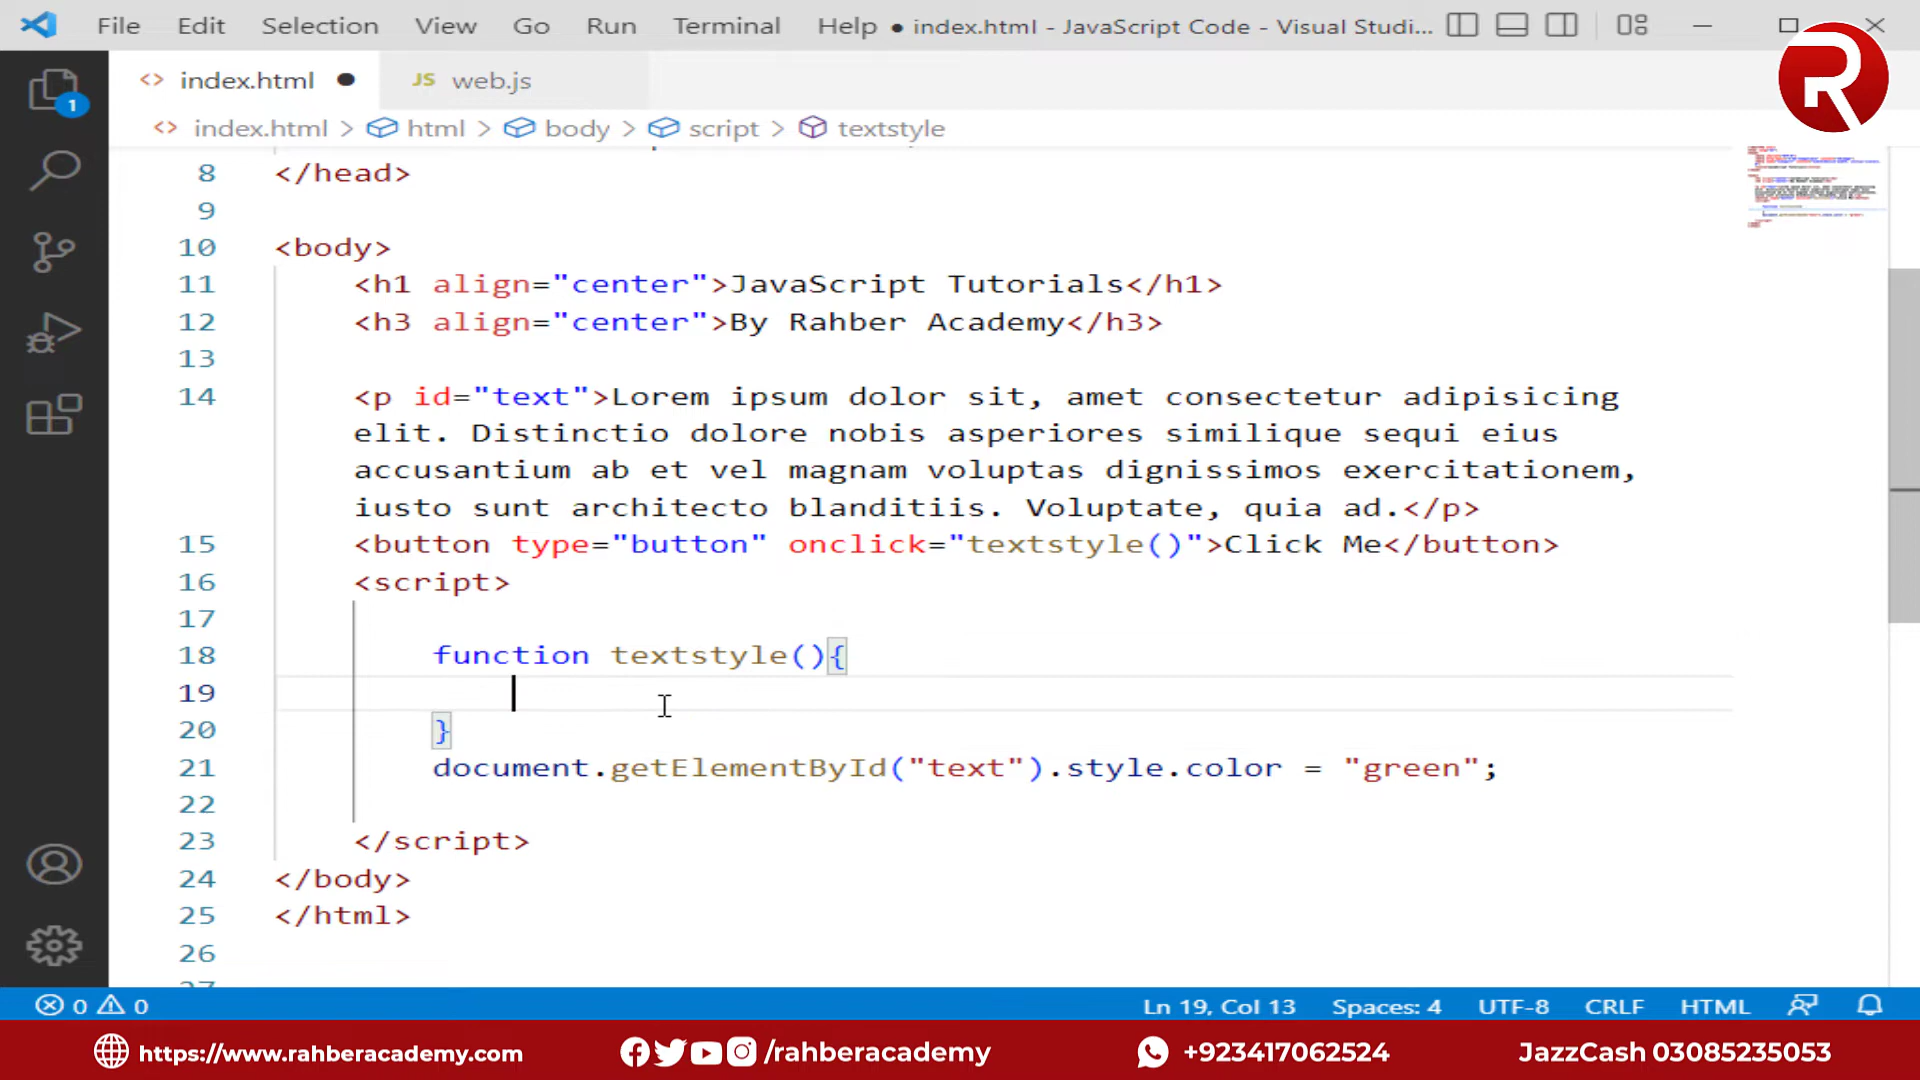 File Edit Selection View Go Run Terminal Help ● index.html - JavaScript Code - Visual Studi...
<> index.html ● JS web.js
<> index.html > html > body > script > textstyle
1
R
8 </head>
9
10 <body>
11 <h1 align="center">JavaScript Tutorials</h1>
12 <h3 align="center">By Rahber Academy</h3>
13
14 <p id="text">Lorem ipsum dolor sit, amet consectetur adipisicing
elit. Distinctio dolore nobis asperiores similique sequi eius
accusantium ab et vel magnam voluptas dignissimos exercitationem,
iusto sunt architecto blanditiis. Voluptate, quia ad.</p>
15 <button type="button" onclick="textstyle()">Click Me</button>
16 <script>
17
18 function textstyle(){
19
20 }
21 document.getElementById("text").style.color = "green";
22
23 </script>
24 </body>
25 </html>
26
0 0 Ln 19, Col 13 Spaces: 4 UTF-8 CRLF HTML
https://www.rahberacademy.com /rahberacademy +923417062524 JazzCash 03085235053